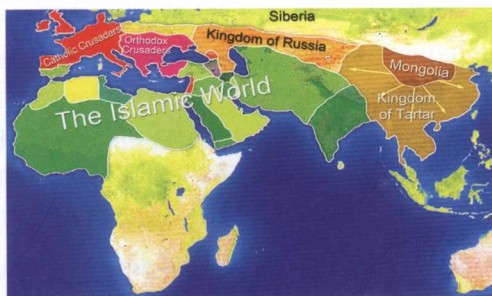 Siberia
Catholic Crusaders
Orthodox
Crusaders
Kingdom of Russia
Mongolia
The Islamic World
Kingdom
of Tartar